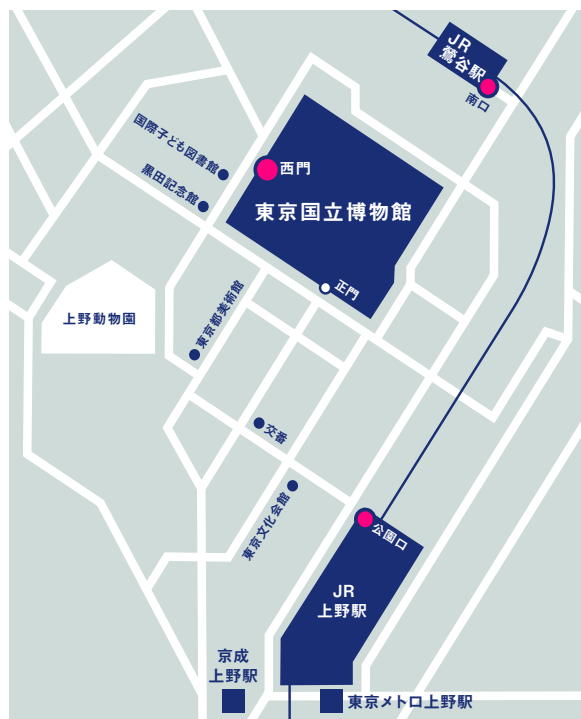 JR
鶯谷駅
南口
国際子ども図書館
黒田記念館
西門
東京国立博物館
正門
上野動物園
東京都美術館
交番
東京文化会館
公園口
JR
上野駅
京成
上野駅
東京メトロ上野駅